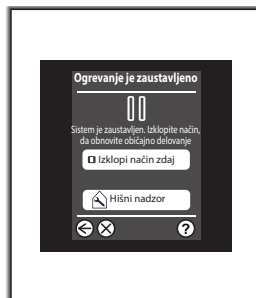 Ogrevanje je zaustavljeno
Sistem je zaustavljen. Izklopite način,
da obnovite običajno delovanje
Izklopi način zdaj
Hišni nadzor
?